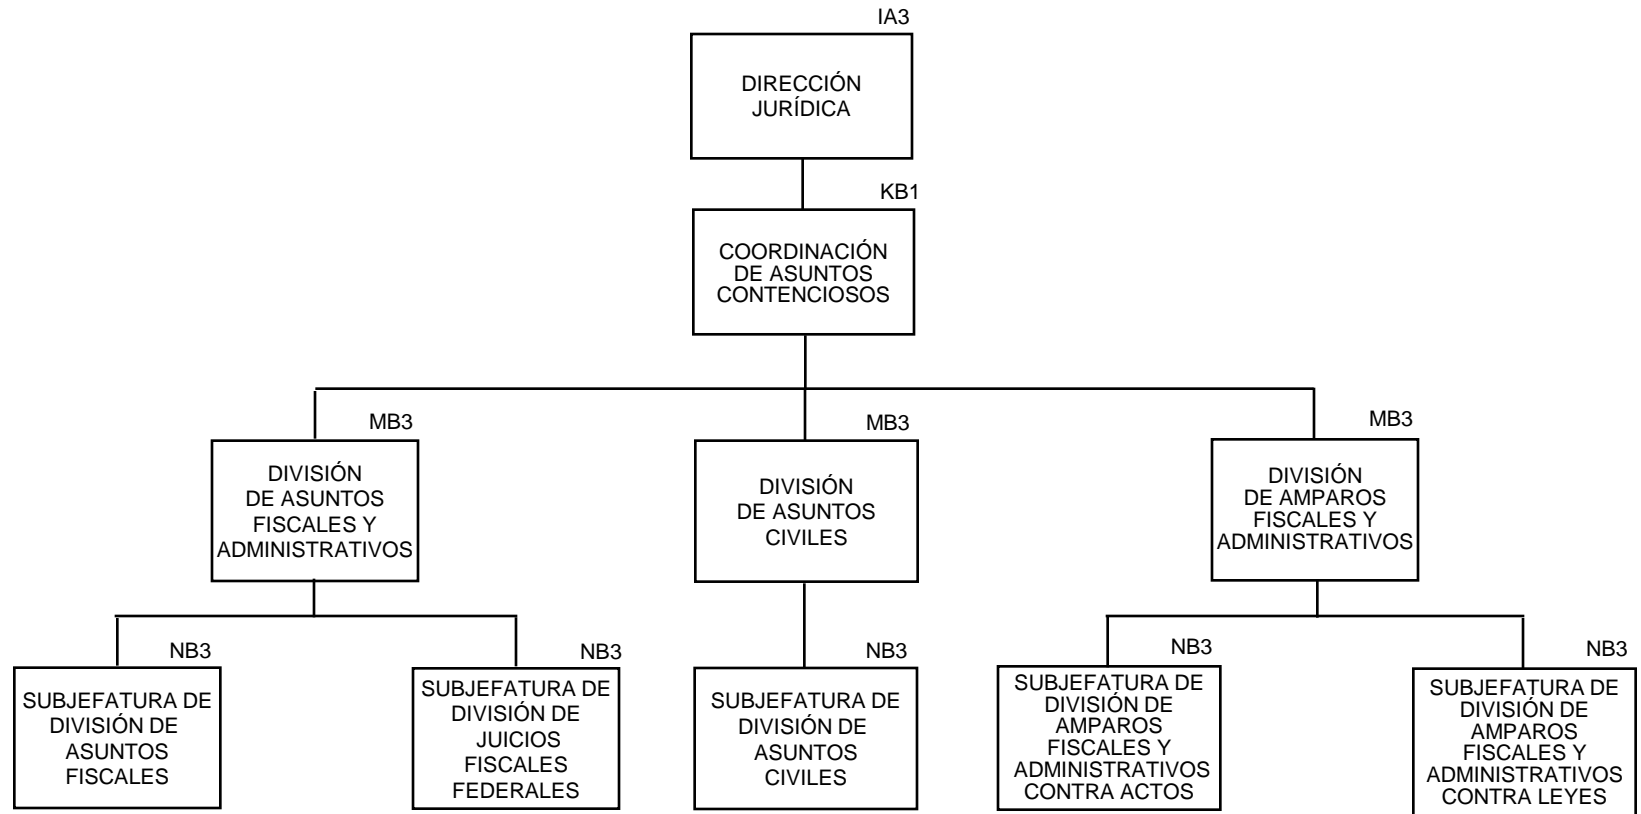 IA3
DIRECCIÓN
JURÍDICA
KB1
COORDINACIÓN
DE ASUNTOS
CONTENCIOSOS
MB3
DIVISIÓN
DE ASUNTOS
FISCALES Y
ADMINISTRATIVOS
MB3
DIVISIÓN
DE ASUNTOS
CIVILES
MB3
DIVISIÓN
DE AMPAROS
FISCALES Y
ADMINISTRATIVOS
NB3
SUBJEFATURA DE
DIVISIÓN DE
ASUNTOS
FISCALES
NB3
SUBJEFATURA DE
DIVISIÓN DE
JUICIOS
FISCALES
FEDERALES
NB3
SUBJEFATURA DE
DIVISIÓN DE
ASUNTOS
CIVILES
NB3
SUBJEFATURA DE
DIVISIÓN DE
AMPAROS
FISCALES Y
ADMINISTRATIVOS
CONTRA ACTOS
NB3
SUBJEFATURA DE
DIVISIÓN DE
AMPAROS
FISCALES Y
ADMINISTRATIVOS
CONTRA LEYES